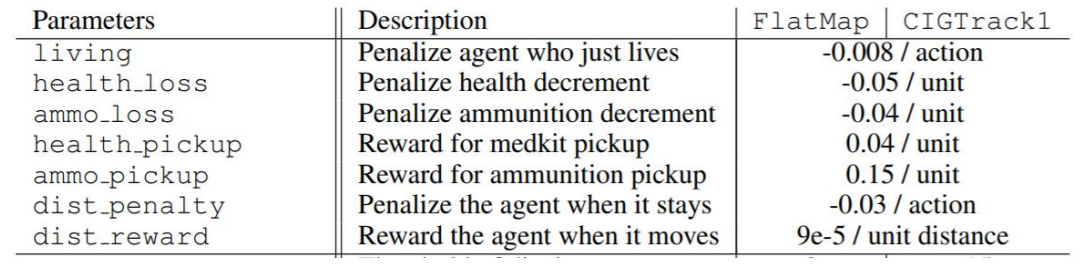 Parameters Description FlatMap CIGTrack1
living Penalize agent who just lives -0.008 / action
health_loss Penalize health decrement -0.05 / unit
ammo_loss Penalize ammunition decrement -0.04 / unit
health_pickup Reward for medkit pickup 0.04 / unit
ammo_pickup Reward for ammunition pickup 0.15 / unit
dist_penalty Penalize the agent when it stays -0.03 / action
dist_reward Reward the agent when it moves 9e-5 / unit distance